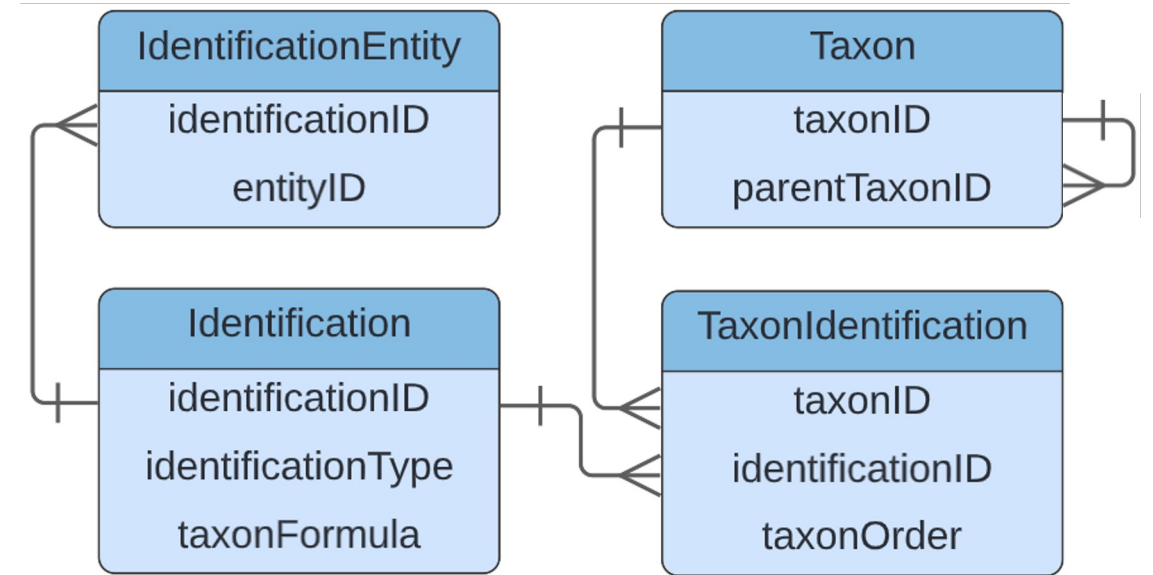 IdentificationEntity
identificationID
entityID
Taxon
taxonID
parentTaxonID
Identification
identificationID
identificationType
taxonFormula
TaxonIdentification
taxonID
identificationID
taxonOrder